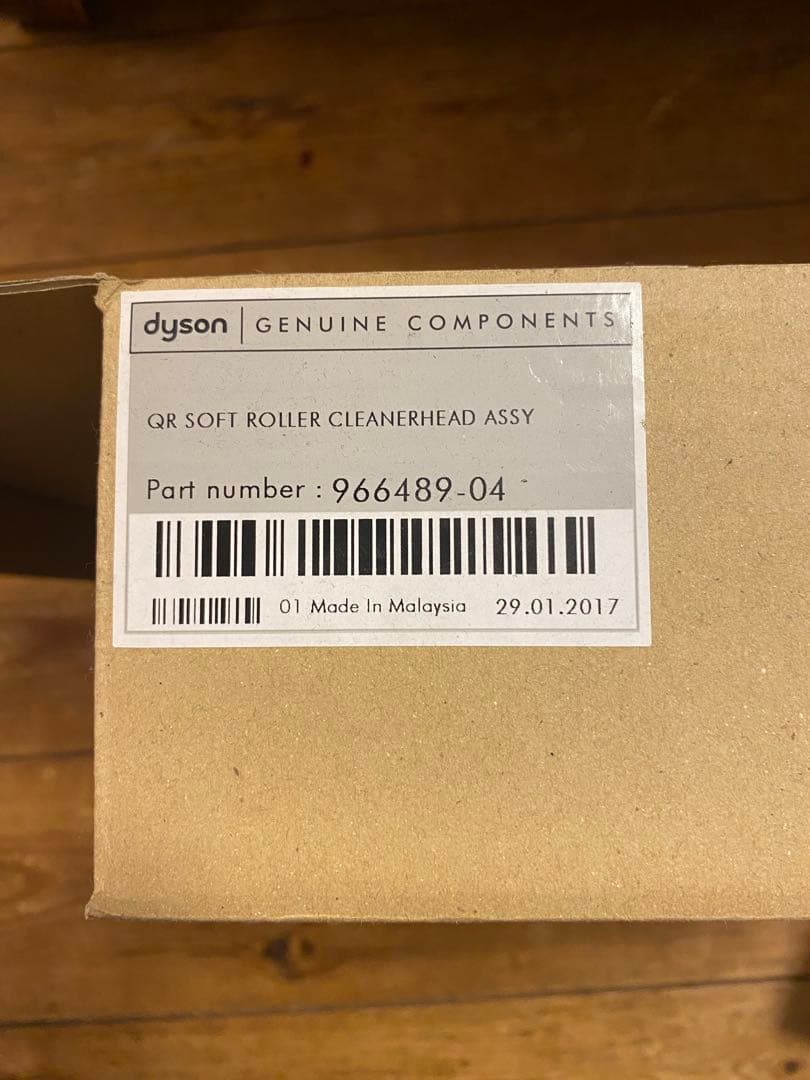 dyson | GENUINE COMPONENTS
QR SOFT ROLLER CLEANERHEAD ASSY
Part number : 966489-04
01 Made In Malaysia 29.01.2017